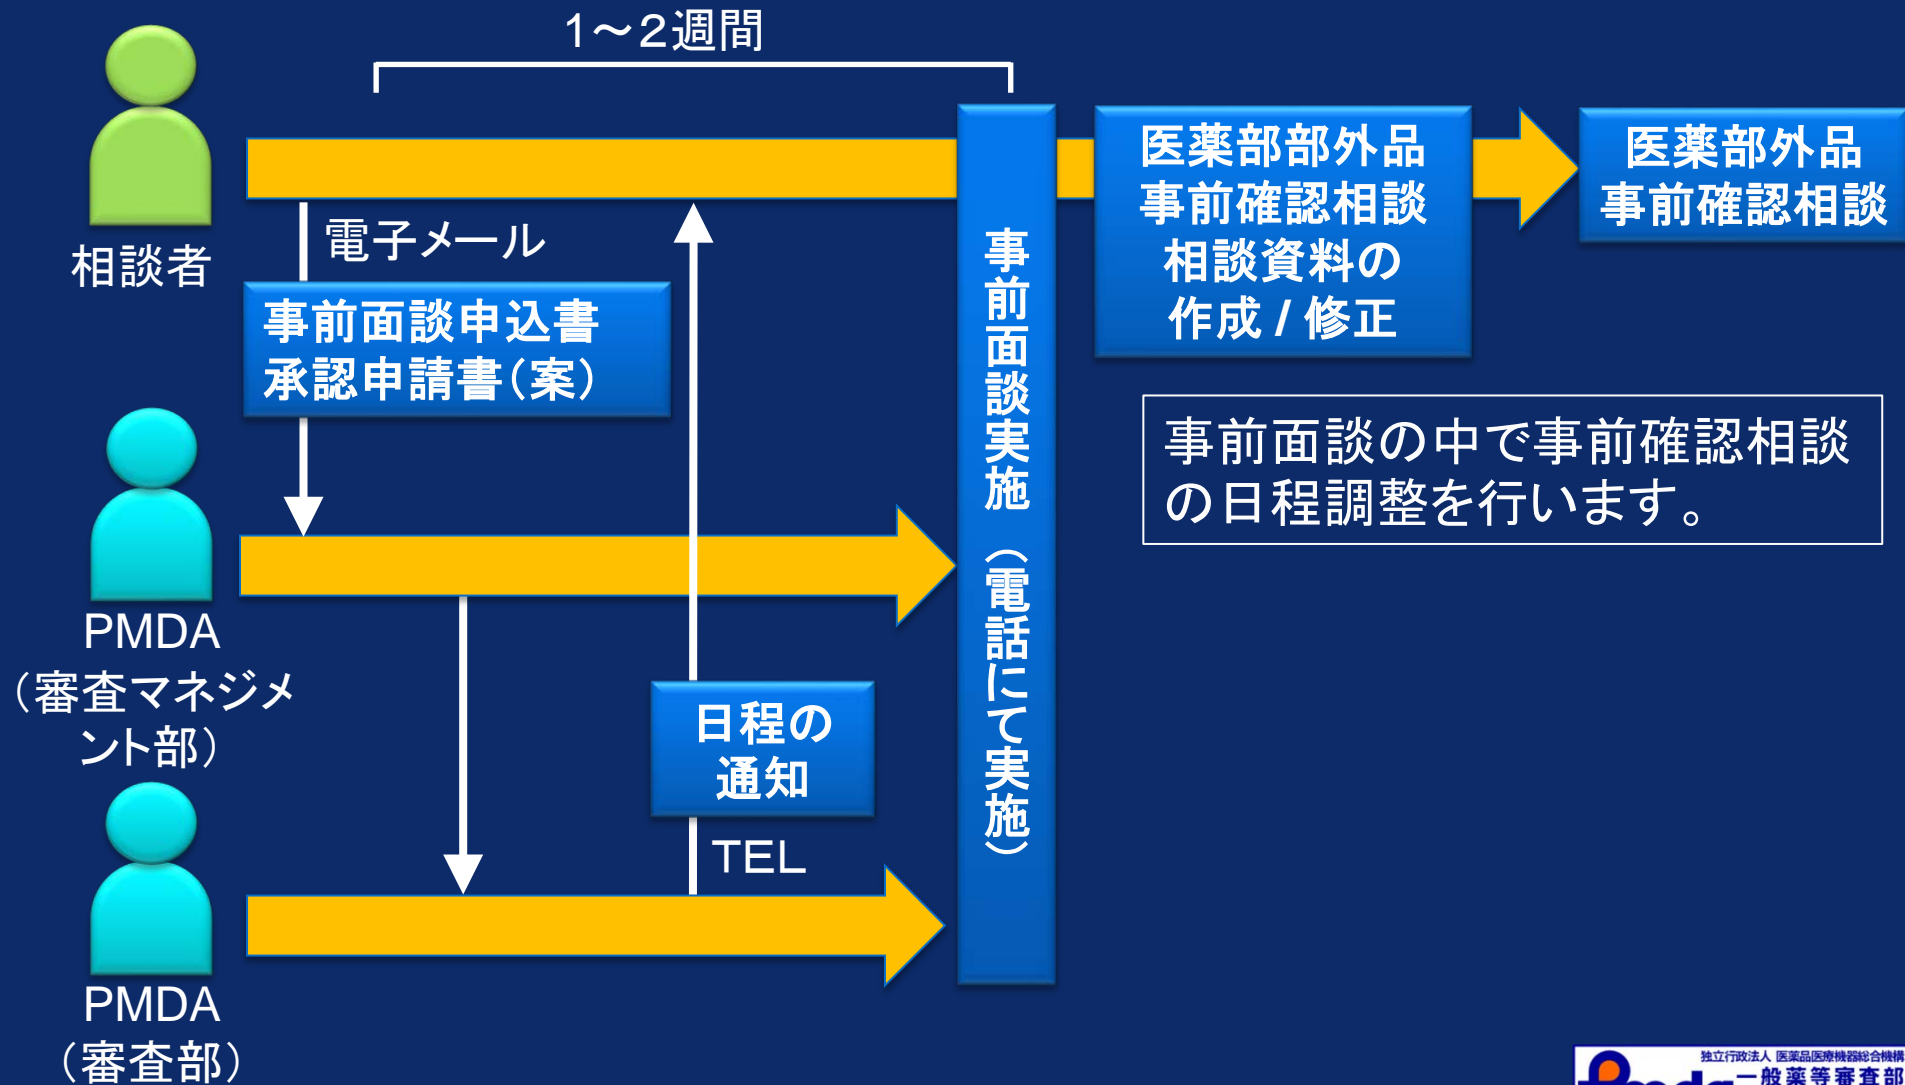 1～2週間
相談者
電子メール
事前面談申込書
承認申請書（案）
事前面談実施（電話にて実施）
医薬部部外品
事前確認相談
相談資料の
作成 / 修正
医薬部外品
事前確認相談
事前面談の中で事前確認相談
の日程調整を行います。
PMDA
（審査マネジメ
ント部）
日程の
通知
TEL
PMDA
（審査部）
独立行政法人 医薬品医療機器総合機構
一般薬等審査部